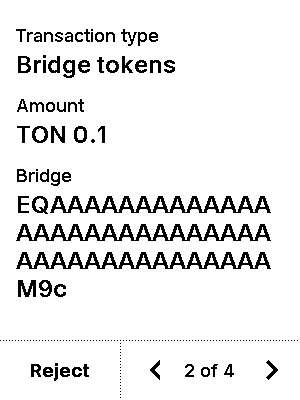 Transaction type
Bridge tokens
Amount
TON 0.1
Bridge
EQAAAAAAAAAAAAA
AAAAAAAAAAAAAAA
AAAAAAAAAAAAAAA
M9c
Reject
2 of 4